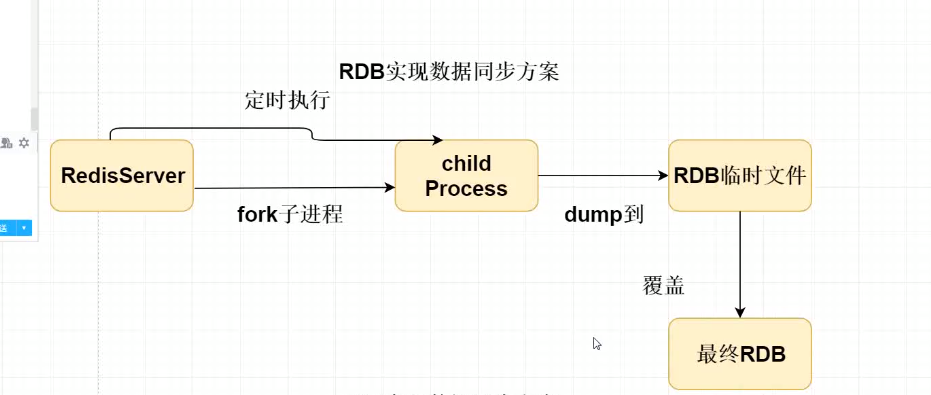 RDB实现数据同步方案
定时执行
RedisServer
child
Process
RDB临时文件
fork子进程
dump到
覆盖
最终RDB